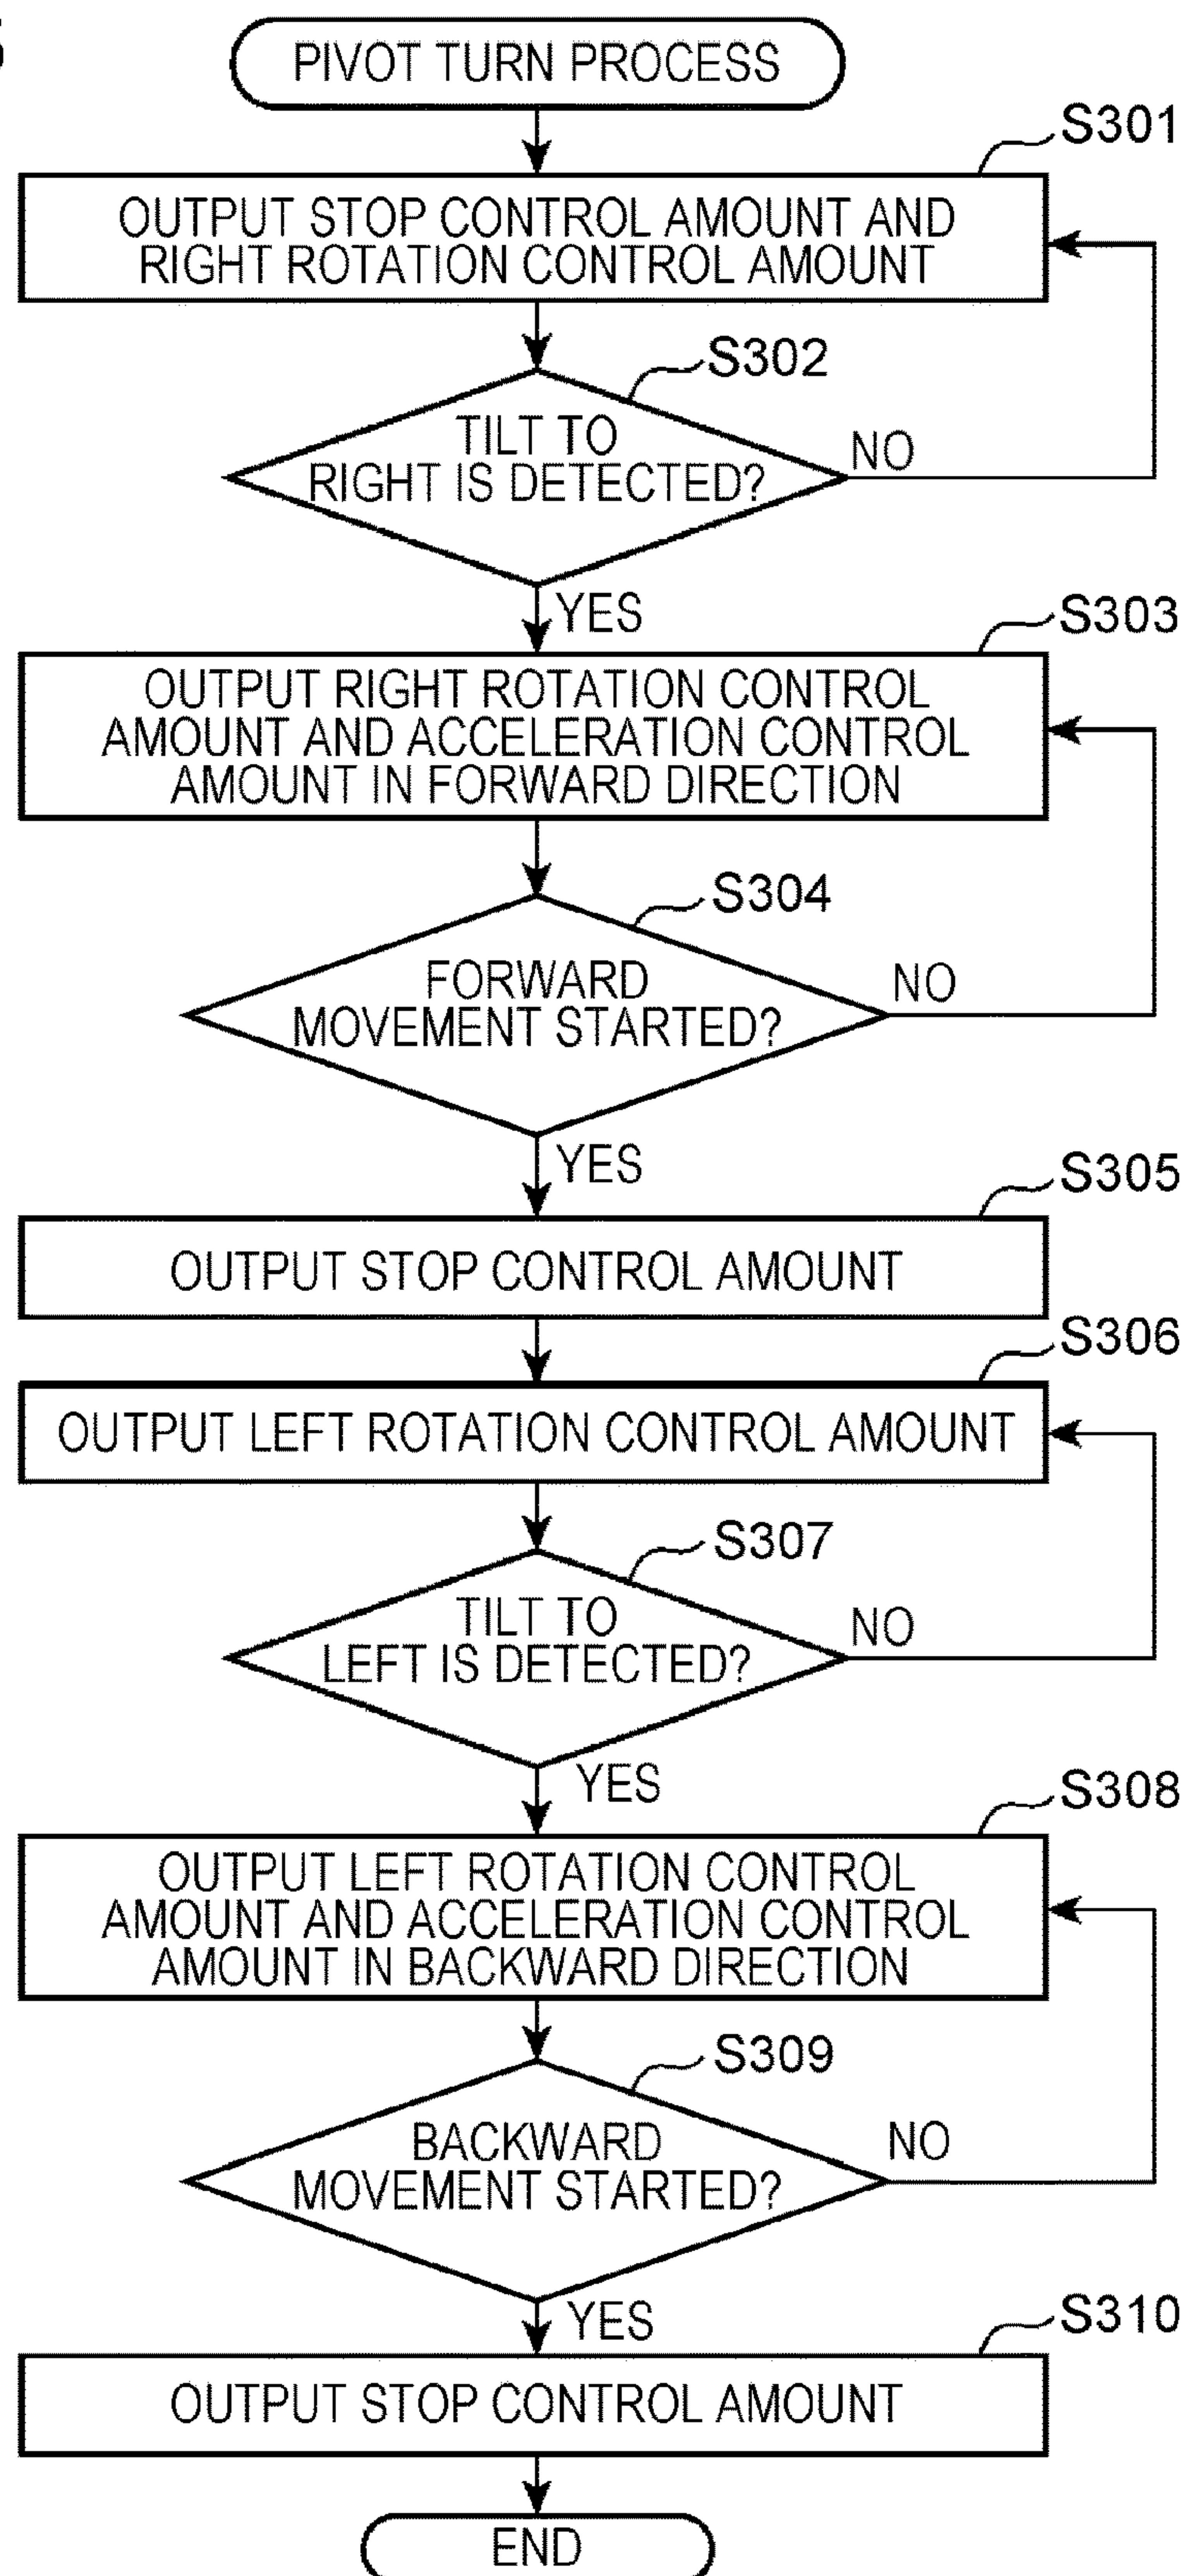 PIVOT TURN PROCESS
S301
OUTPUT STOP CONTROL AMOUNT AND
RIGHT ROTATION CONTROL AMOUNT
S302
TILT TO
RIGHT IS DETECTED?
NO
YES
S303
OUTPUT RIGHT ROTATION CONTROL
AMOUNT AND ACCELERATION CONTROL
AMOUNT IN FORWARD DIRECTION
S304
FORWARD
MOVEMENT STARTED?
NO
YES
S305
OUTPUT STOP CONTROL AMOUNT
S306
OUTPUT LEFT ROTATION CONTROL AMOUNT
S307
TILT TO
LEFT IS DETECTED?
NO
YES
S308
OUTPUT LEFT ROTATION CONTROL
AMOUNT AND ACCELERATION CONTROL
AMOUNT IN BACKWARD DIRECTION
S309
BACKWARD
MOVEMENT STARTED?
NO
YES
S310
OUTPUT STOP CONTROL AMOUNT
END